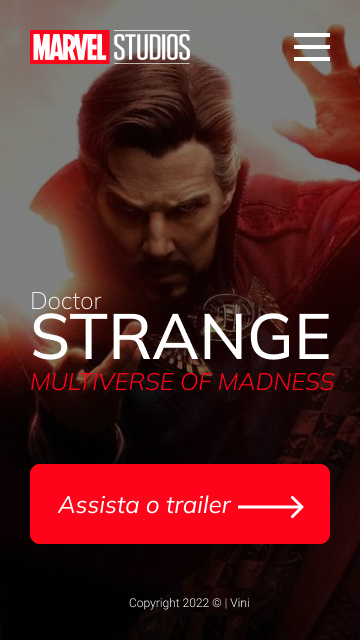 MARVEL STUDIOS
Doctor
STRANGE
MULTIVERSE OF MADNESS
Assista o trailer
Copyright 2022 © | Vini